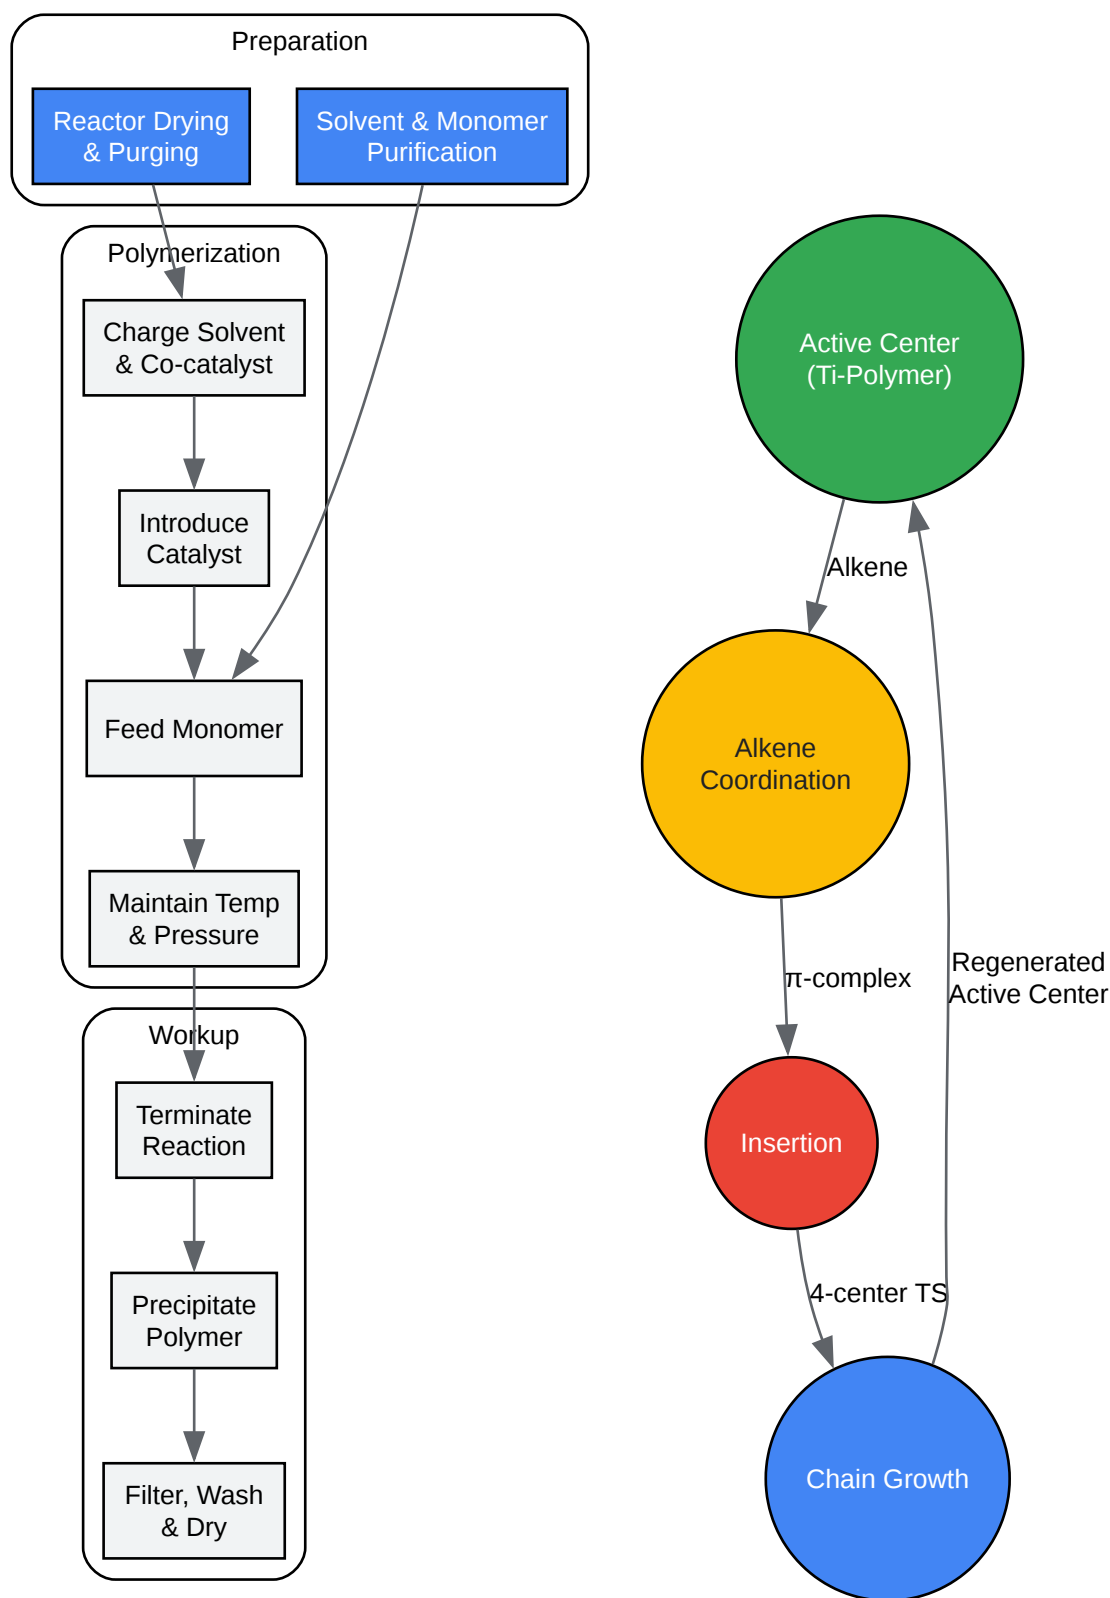 Preparation
Reactor Drying
& Purging
Solvent & Monomer
Purification
Polymerization
Charge Solvent
& Co-catalyst
Introduce
Catalyst
Feed Monomer
Maintain Temp
& Pressure
Workup
Terminate
Reaction
Precipitate
Polymer
Filter, Wash
& Dry
Active Center
(Ti-Polymer)
Alkene
Alkene
Coordination
π-complex
Regenerated
Active Center
Insertion
4-center TS
Chain Growth